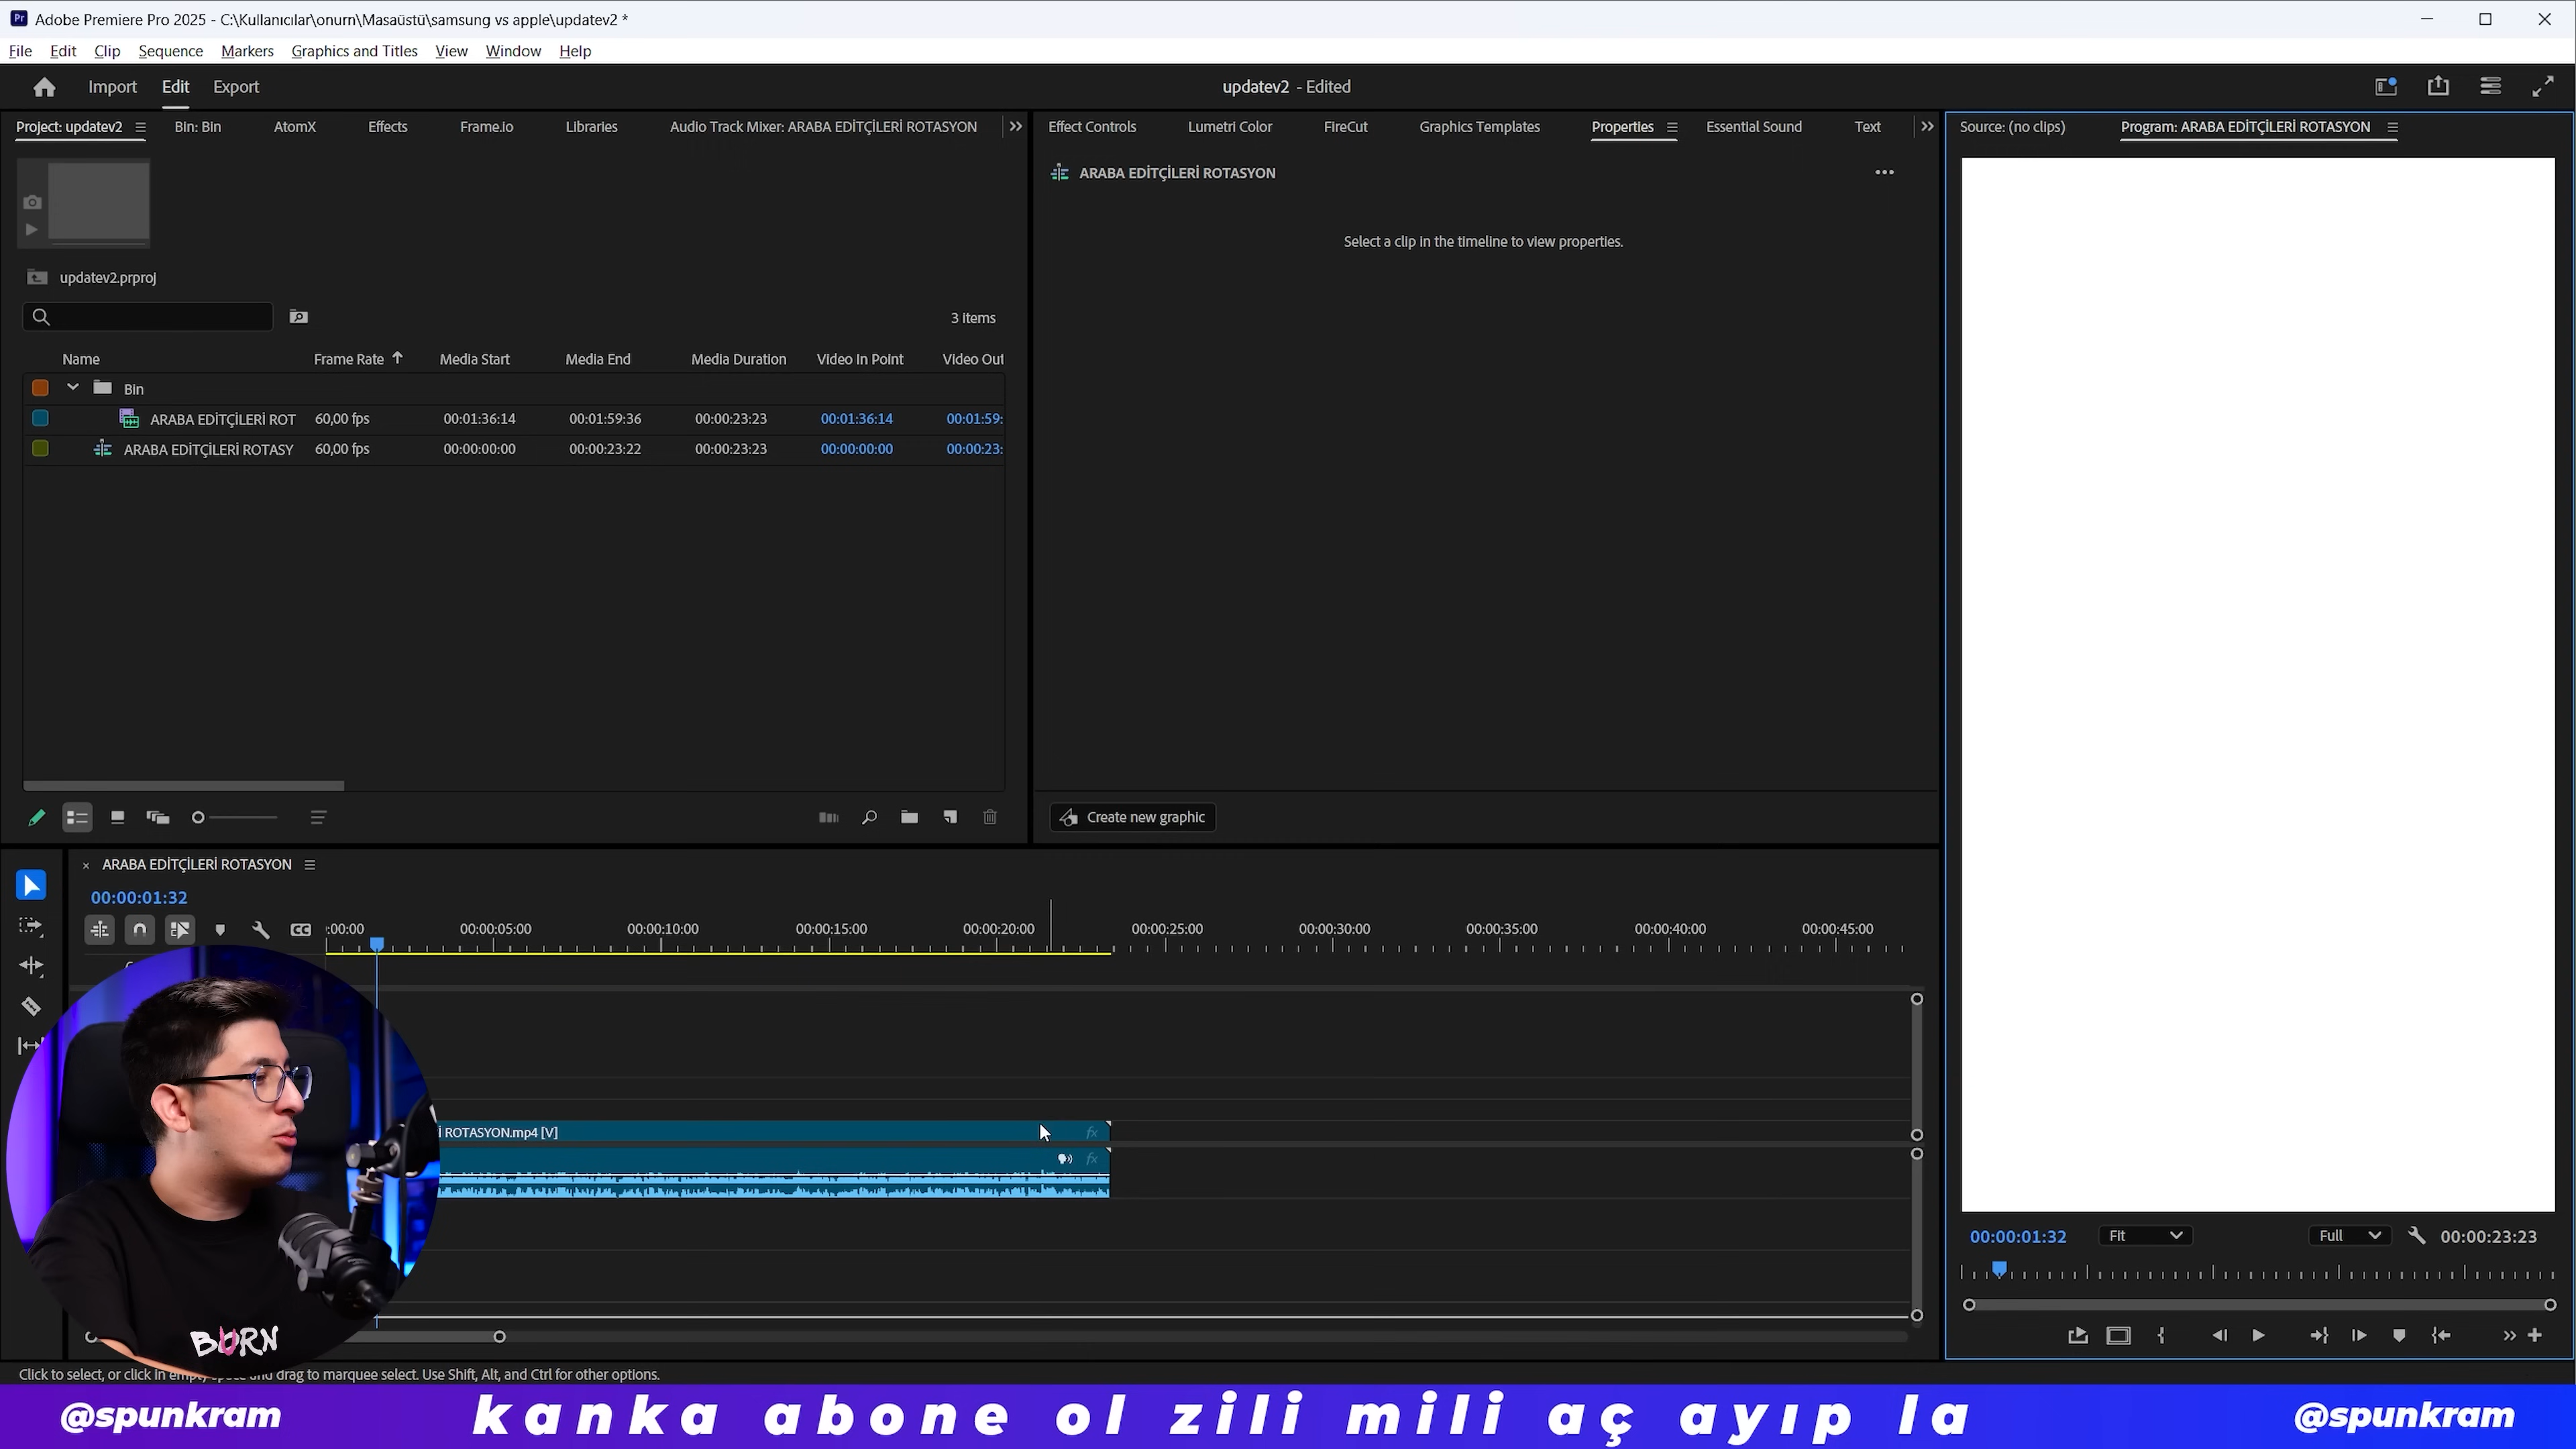 Adobe Premiere Pro 2025 - C:\Kullanıcılar\onurn\Masaüstü\samsung vs apple\updatev2 *
File Edit Clip Sequence Markers Graphics and Titles View Window Help
Import Edit Export
updatev2 - Edited
Project: updatev2 Bin: Bin AtomX Effects Frame.io Libraries Audio Track Mixer: ARABA EDİTÇİLERİ ROTASYON
updatev2.prproj
3 items
Name Frame Rate Media Start Media End Media Duration Video In Point Video Out
Bin
ARABA EDİTÇİLERİ ROT 60,00 fps 00:01:36:14 00:01:59:36 00:00:23:23 00:01:36:14 00:01:59:
ARABA EDİTÇİLERİ ROTASY 60,00 fps 00:00:00:00 00:00:23:22 00:00:23:23 00:00:00:00 00:00:23:
Effect Controls Lumetri Color FireCut Graphics Templates Properties Essential Sound Text
ARABA EDİTÇİLERİ ROTASYON
Select a clip in the timeline to view properties.
Create new graphic
Source: (no clips) Program: ARABA EDİTÇİLERİ ROTASYON
00:00:01:32 Fit Full 00:00:23:23
ARABA EDİTÇİLERİ ROTASYON
00:00:01:32
CC
:00:00 00:00:05:00 00:00:10:00 00:00:15:00 00:00:20:00 00:00:25:00 00:00:30:00 00:00:35:00 00:00:40:00 00:00:45:00
İ ROTASYON.mp4 [V] fx
fx
BURN
Click to select, or click in empty space and drag to marquee select. Use Shift, Alt, and Ctrl for other options.
@spunkram kanka abone ol zili mili aç ayıp la @spunkram